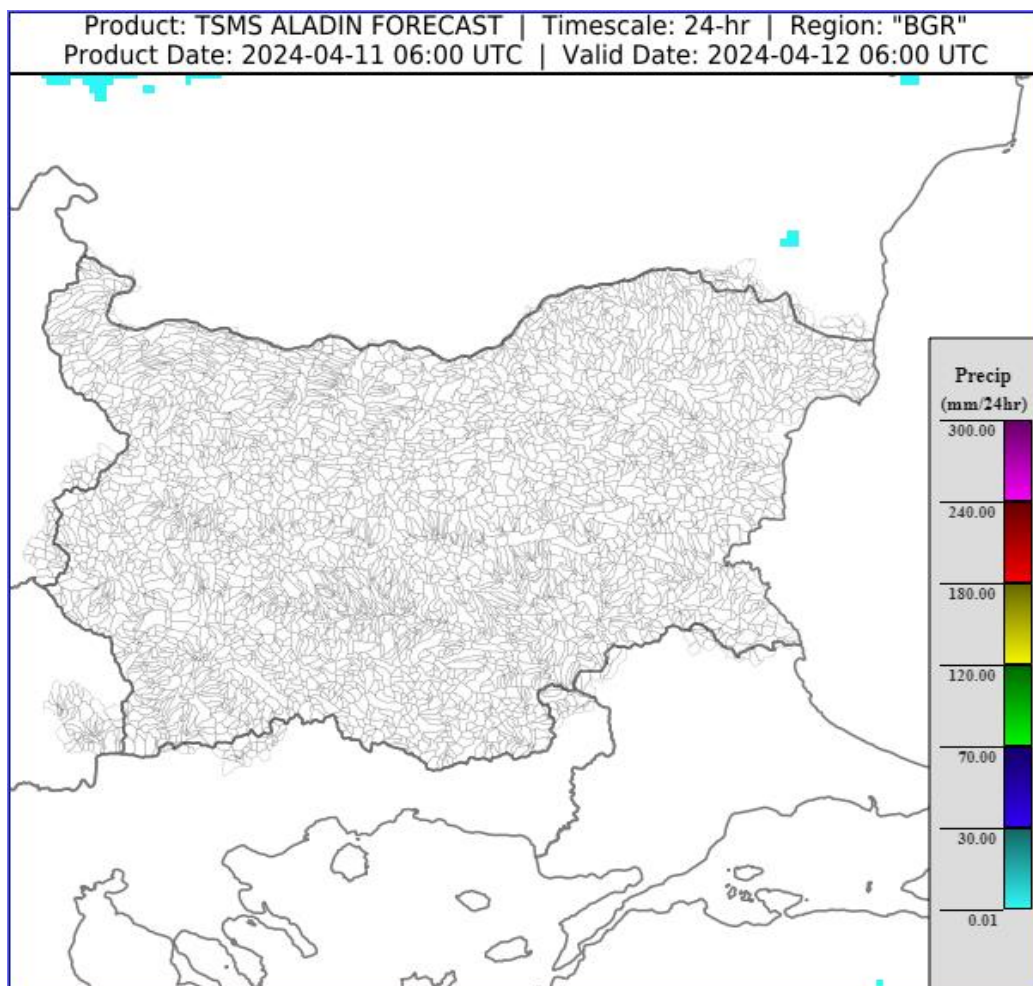 Product: TSMS ALADIN FORECAST | Timescale: 24-hr | Region: "BGR"
Product Date: 2024-04-11 06:00 UTC | Valid Date: 2024-04-12 06:00 UTC
Precip
(mm/24hr)
300.00
240.00
180.00
120.00
70.00
30.00
0.01